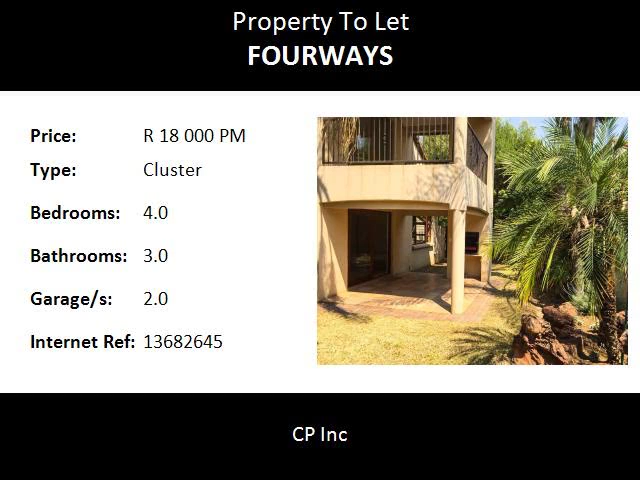 Property To Let
FOURWAYS
Price: R 18 000 PM
Type: Cluster
Bedrooms: 4.0
Bathrooms: 3.0
Garage/s: 2.0
Internet Ref: 13682645
CP Inc